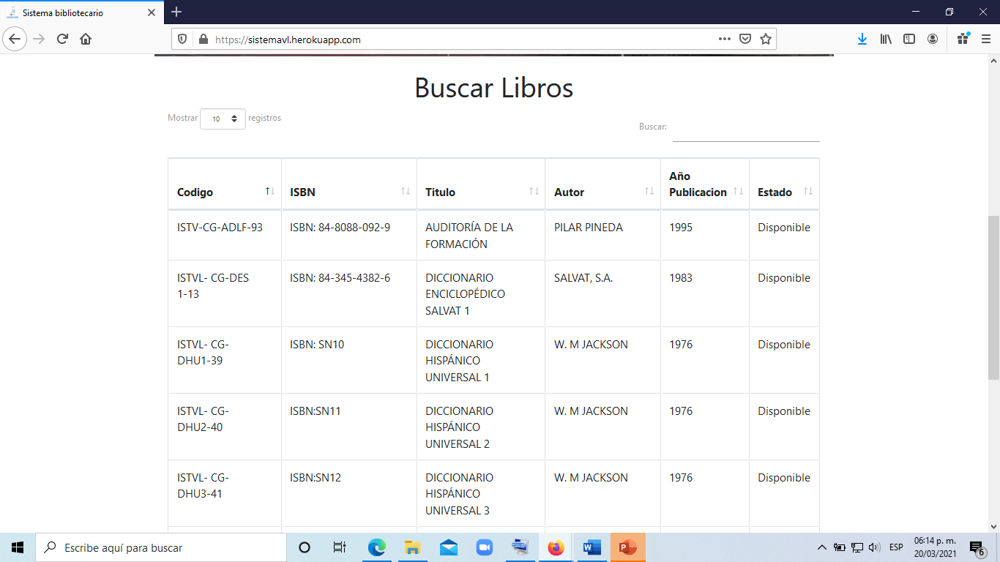 Sistema bibliotecario
https://sistemavl.herokuapp.com
Buscar Libros
Mostrar 10 registros
Buscar:
Codigo ISBN Titulo Autor Año Publicacion Estado
ISTV-CG-ADLF-93 ISBN: 84-8088-092-9 AUDITORÍA DE LA PILAR PINEDA 1995 Disponible
FORMACIÓN
ISTVL- CG-DES ISBN: 84-345-4382-6 DICCIONARIO SALVAT, S.A. 1983 Disponible
1-13 ENCICLOPÉDICO
SALVAT 1
ISTVL- CG- ISBN: SN10 DICCIONARIO W. M JACKSON 1976 Disponible
DHU1-39 HISPÁNICO
UNIVERSAL 1
ISTVL- CG- ISBN:SN11 DICCIONARIO W. M JACKSON 1976 Disponible
DHU2-40 HISPÁNICO
UNIVERSAL 2
ISTVL- CG- ISBN:SN12 DICCIONARIO W. M JACKSON 1976 Disponible
DHU3-41 HISPÁNICO
UNIVERSAL 3
Escribe aquí para buscar
ESP
06:14 p. m.
20/03/2021
6